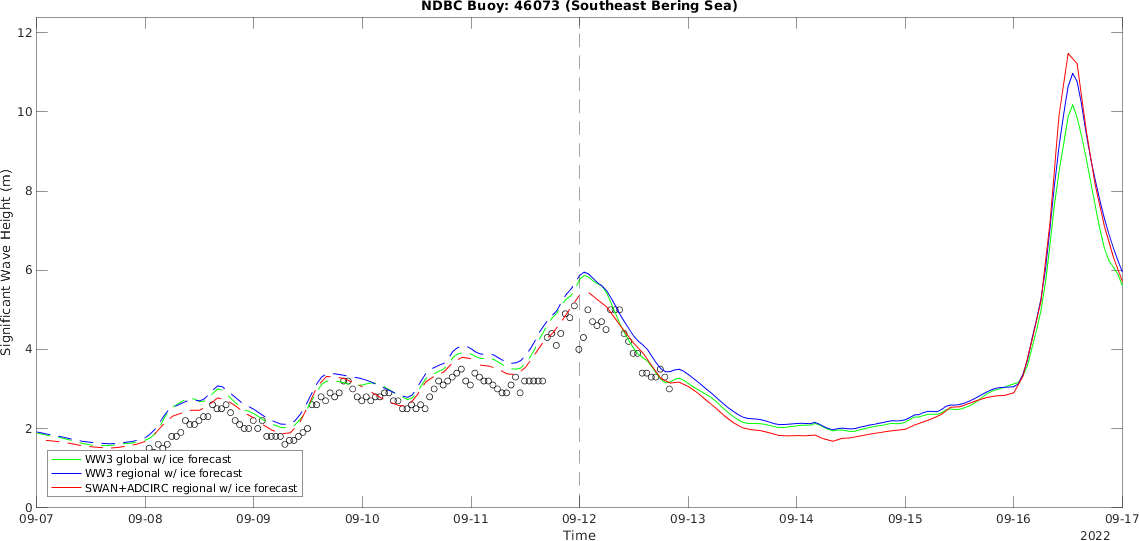 NDBC Buoy: 46073 (Southeast Bering Sea)
12
10
8
6
4
2
0
Significant Wave Height (m)
WW3 global w/ ice forecast
WW3 regional w/ ice forecast
SWAN+ADCIRC regional w/ ice forecast
09-07 09-08 09-09 09-10 09-11 09-12 09-13 09-14 09-15 09-16 09-17
Time
2022